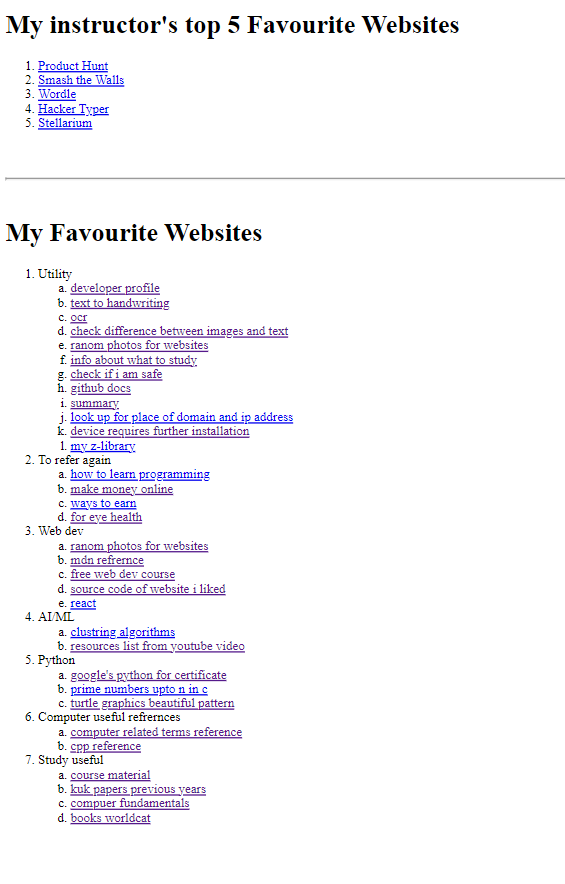 My instructor's top 5 Favourite Websites
1. Product Hunt
2. Smash the Walls
3. Wordle
4. Hacker Typer
5. Stellarium
My Favourite Websites
1. Utility
a. developer profile
b. text to handwriting
c. ocr
d. check difference between images and text
e. ranom photos for websites
f. info about what to study
g. check if i am safe
h. github docs
i. summary
j. look up for place of domain and ip address
k. device requires further installation
l. my z-library
2. To refer again
a. how to learn programming
b. make money online
c. ways to earn
d. for eye health
3. Web dev
a. ranom photos for websites
b. mdn refrernce
c. free web dev course
d. source code of website i liked
e. react
4. AI/ML
a. clustring algorithms
b. resources list from youtube video
5. Python
a. google's python for certificate
b. prime numbers upto n in c
c. turtle graphics beautiful pattern
6. Computer useful refrernces
a. computer related terms reference
b. cpp reference
7. Study useful
a. course material
b. kuk papers previous years
c. compuer fundamentals
d. books worldcat